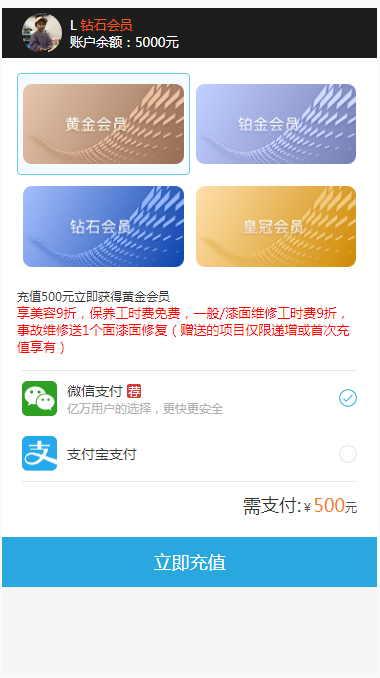 L 钻石会员
账户余额：5000元
黄金会员
铂金会员
钻石会员
皇冠会员
充值500元立即获得黄金会员
享美容9折，保养工时费免费，一般/漆面维修工时费9折，
事故维修送1个面漆面修复（赠送的项目仅限递增或首次充
值享有）
微信支付 荐
亿万用户的选择，更快更安全
支
支付宝支付
需支付:¥500元
立即充值